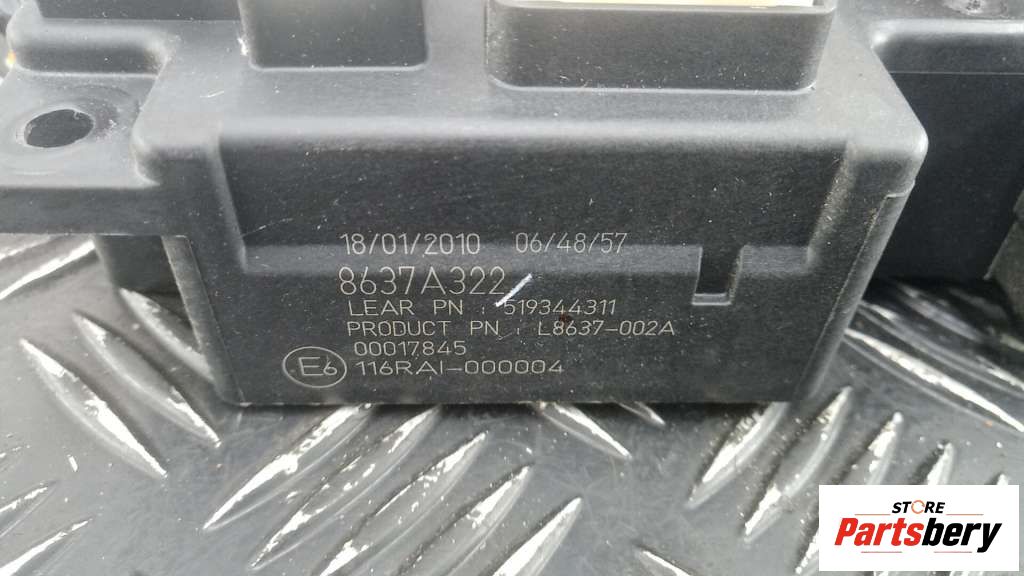 18/01/2010 06/48/57
8637A322
LEAR PN : 519344311
PRODUCT PN : L8637-002A
00017845
E6 116RAI-000004
STORE
Partsbery